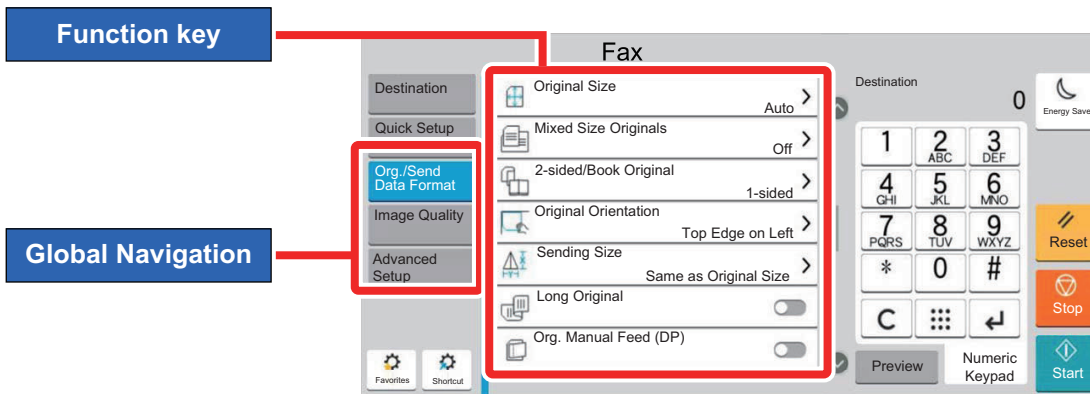 Function key
Global Navigation
Fax
Destination
Quick Setup
Org./Send
Data Format
Image Quality
Advanced
Setup
Favorites
Shortcut
Original Size
Auto
Mixed Size Originals
Off
2-sided/Book Original
1-sided
Original Orientation
Top Edge on Left
Sending Size
Same as Original Size
Long Original
Org. Manual Feed (DP)
Destination
0
1
2
ABC
3
DEF
4
GHI
5
JKL
6
MNO
7
PQRS
8
TUV
9
WXYZ
*
0
#
C
Preview
Numeric
Keypad
Energy Save
Reset
Stop
Start